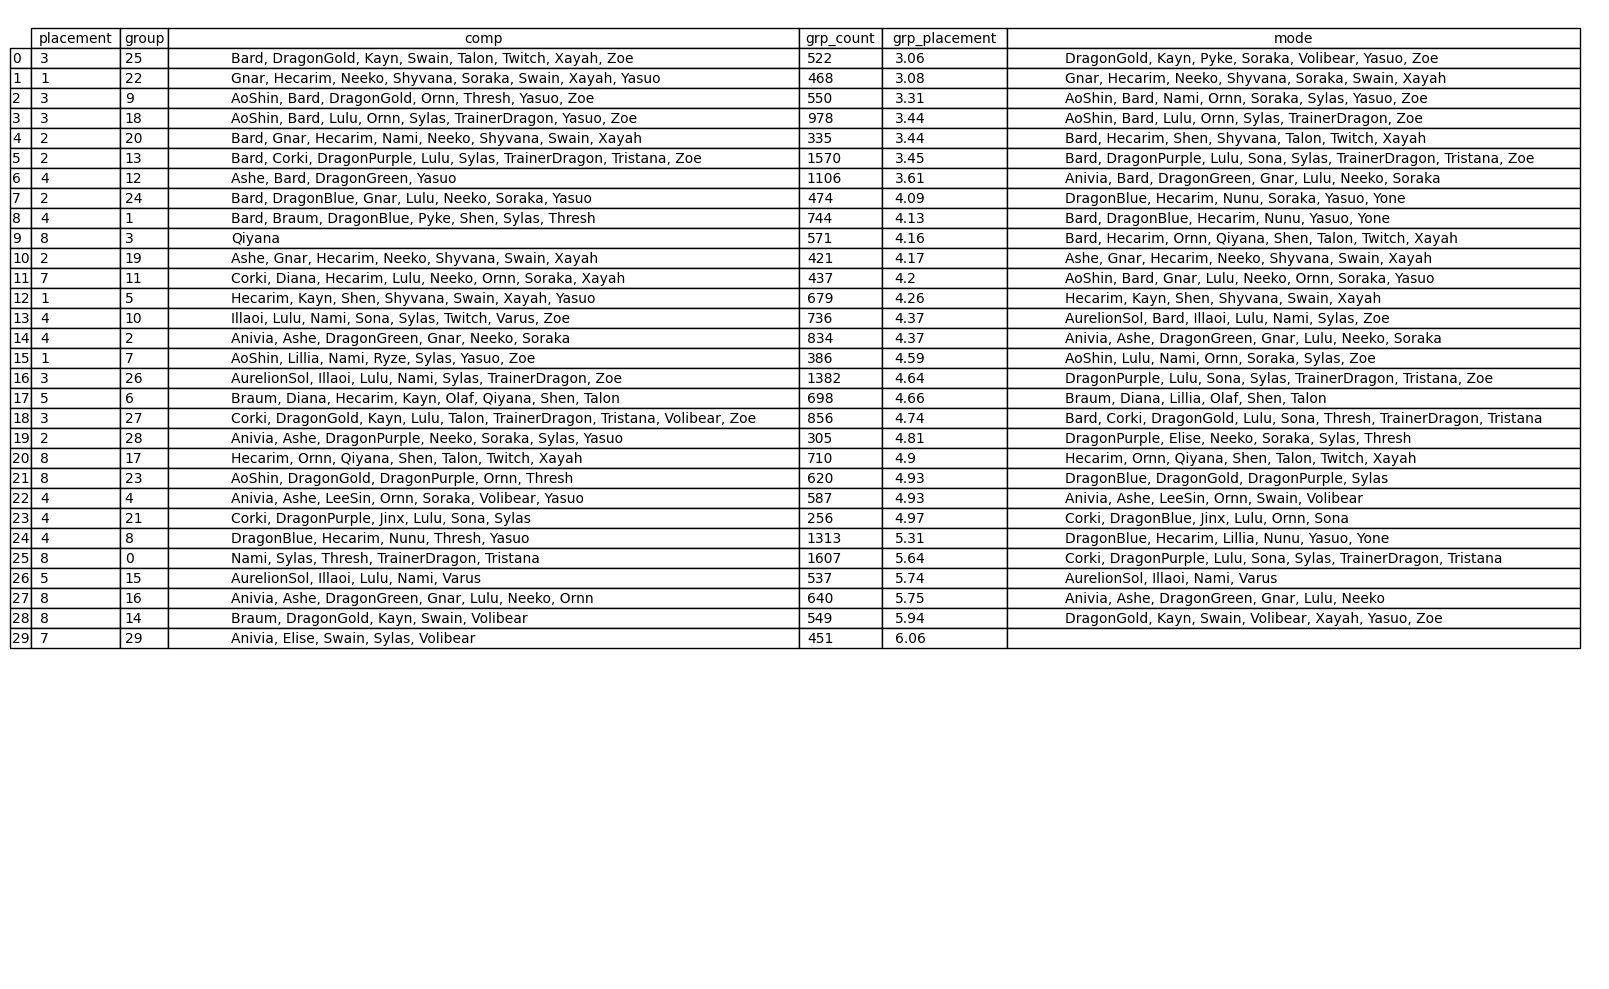 placement group comp grp_count grp_placement mode
0 3 25 Bard, DragonGold, Kayn, Swain, Talon, Twitch, Xayah, Zoe 522 3.06 DragonGold, Kayn, Pyke, Soraka, Volibear, Yasuo, Zoe
1 1 22 Gnar, Hecarim, Neeko, Shyvana, Soraka, Swain, Xayah, Yasuo 468 3.08 Gnar, Hecarim, Neeko, Shyvana, Soraka, Swain, Xayah
2 3 9 AoShin, Bard, DragonGold, Ornn, Thresh, Yasuo, Zoe 550 3.31 AoShin, Bard, Nami, Ornn, Soraka, Sylas, Yasuo, Zoe
3 3 18 AoShin, Bard, Lulu, Ornn, Sylas, TrainerDragon, Yasuo, Zoe 978 3.44 AoShin, Bard, Lulu, Ornn, Sylas, TrainerDragon, Zoe
4 2 20 Bard, Gnar, Hecarim, Nami, Neeko, Shyvana, Swain, Xayah 335 3.44 Bard, Hecarim, Shen, Shyvana, Talon, Twitch, Xayah
5 2 13 Bard, Corki, DragonPurple, Lulu, Sylas, TrainerDragon, Tristana, Zoe 1570 3.45 Bard, DragonPurple, Lulu, Sona, Sylas, TrainerDragon, Tristana, Zoe
6 4 12 Ashe, Bard, DragonGreen, Yasuo 1106 3.61 Anivia, Bard, DragonGreen, Gnar, Lulu, Neeko, Soraka
7 2 24 Bard, DragonBlue, Gnar, Lulu, Neeko, Soraka, Yasuo 474 4.09 DragonBlue, Hecarim, Nunu, Soraka, Yasuo, Yone
8 4 1 Bard, Braum, DragonBlue, Pyke, Shen, Sylas, Thresh 744 4.13 Bard, DragonBlue, Hecarim, Nunu, Yasuo, Yone
9 8 3 Qiyana 571 4.16 Bard, Hecarim, Ornn, Qiyana, Shen, Talon, Twitch, Xayah
10 2 19 Ashe, Gnar, Hecarim, Neeko, Shyvana, Swain, Xayah 421 4.17 Ashe, Gnar, Hecarim, Neeko, Shyvana, Swain, Xayah
11 7 11 Corki, Diana, Hecarim, Lulu, Neeko, Ornn, Soraka, Xayah 437 4.2 AoShin, Bard, Gnar, Lulu, Neeko, Ornn, Soraka, Yasuo
12 1 5 Hecarim, Kayn, Shen, Shyvana, Swain, Xayah, Yasuo 679 4.26 Hecarim, Kayn, Shen, Shyvana, Swain, Xayah
13 4 10 Illaoi, Lulu, Nami, Sona, Sylas, Twitch, Varus, Zoe 736 4.37 AurelionSol, Bard, Illaoi, Lulu, Nami, Sylas, Zoe
14 4 2 Anivia, Ashe, DragonGreen, Gnar, Neeko, Soraka 834 4.37 Anivia, Ashe, DragonGreen, Gnar, Lulu, Neeko, Soraka
15 1 7 AoShin, Lillia, Nami, Ryze, Sylas, Yasuo, Zoe 386 4.59 AoShin, Lulu, Nami, Ornn, Soraka, Sylas, Zoe
16 3 26 AurelionSol, Illaoi, Lulu, Nami, Sylas, TrainerDragon, Zoe 1382 4.64 DragonPurple, Lulu, Sona, Sylas, TrainerDragon, Tristana, Zoe
17 5 6 Braum, Diana, Hecarim, Kayn, Olaf, Qiyana, Shen, Talon 698 4.66 Braum, Diana, Lillia, Olaf, Shen, Talon
18 3 27 Corki, DragonGold, Kayn, Lulu, Talon, TrainerDragon, Tristana, Volibear, Zoe 856 4.74 Bard, Corki, DragonGold, Lulu, Sona, Thresh, TrainerDragon, Tristana
19 2 28 Anivia, Ashe, DragonPurple, Neeko, Soraka, Sylas, Yasuo 305 4.81 DragonPurple, Elise, Neeko, Soraka, Sylas, Thresh
20 8 17 Hecarim, Ornn, Qiyana, Shen, Talon, Twitch, Xayah 710 4.9 Hecarim, Ornn, Qiyana, Shen, Talon, Twitch, Xayah
21 8 23 AoShin, DragonGold, DragonPurple, Ornn, Thresh 620 4.93 DragonBlue, DragonGold, DragonPurple, Sylas
22 4 4 Anivia, Ashe, LeeSin, Ornn, Soraka, Volibear, Yasuo 587 4.93 Anivia, Ashe, LeeSin, Ornn, Swain, Volibear
23 4 21 Corki, DragonPurple, Jinx, Lulu, Sona, Sylas 256 4.97 Corki, DragonBlue, Jinx, Lulu, Ornn, Sona
24 4 8 DragonBlue, Hecarim, Nunu, Thresh, Yasuo 1313 5.31 DragonBlue, Hecarim, Lillia, Nunu, Yasuo, Yone
25 8 0 Nami, Sylas, Thresh, TrainerDragon, Tristana 1607 5.64 Corki, DragonPurple, Lulu, Sona, Sylas, TrainerDragon, Tristana
26 5 15 AurelionSol, Illaoi, Lulu, Nami, Varus 537 5.74 AurelionSol, Illaoi, Nami, Varus
27 8 16 Anivia, Ashe, DragonGreen, Gnar, Lulu, Neeko, Ornn 640 5.75 Anivia, Ashe, DragonGreen, Gnar, Lulu, Neeko
28 8 14 Braum, DragonGold, Kayn, Swain, Volibear 549 5.94 DragonGold, Kayn, Swain, Volibear, Xayah, Yasuo, Zoe
29 7 29 Anivia, Elise, Swain, Sylas, Volibear 451 6.06